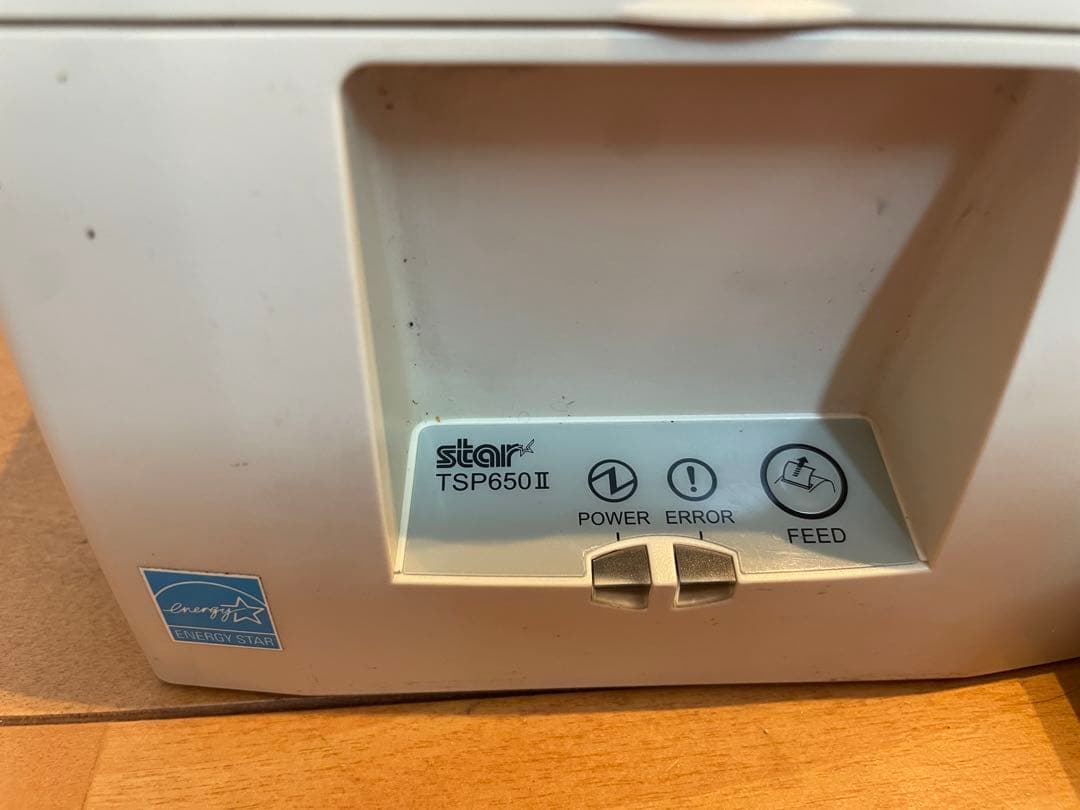 star
TSP650II
POWER ERROR
FEED
energy
ENERGY STAR